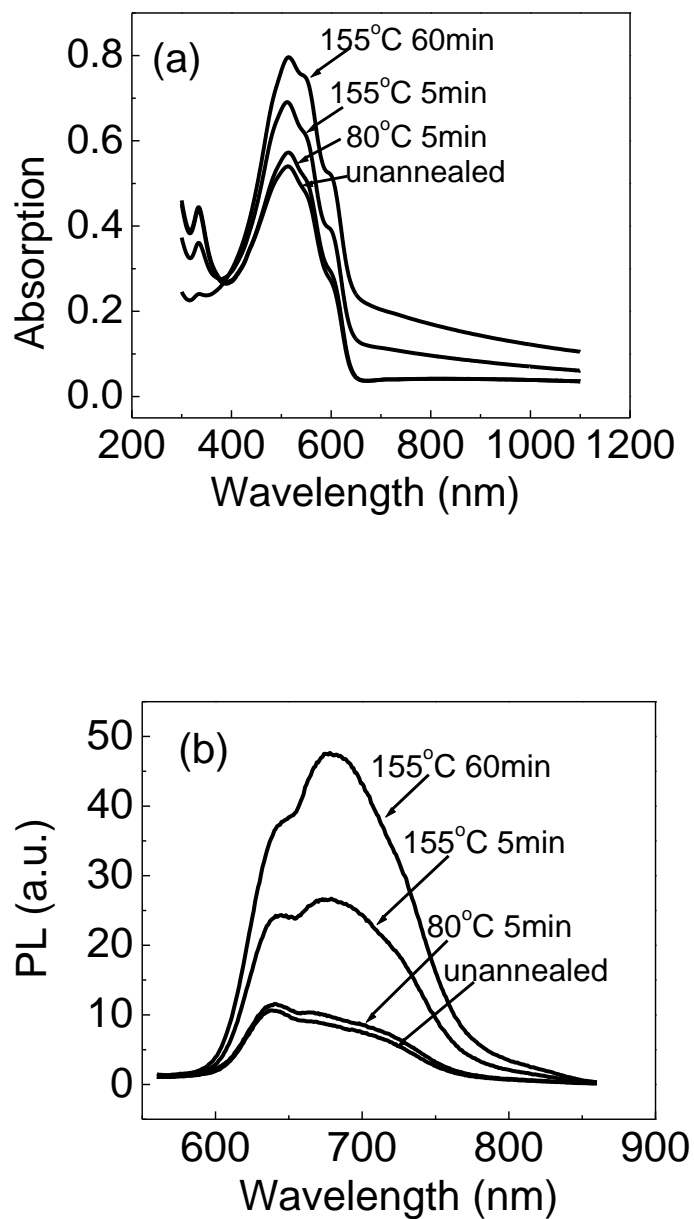 (a)
155°C 60min
155°C 5min
80°C 5min
unannealed
0.8
0.6
0.4
0.2
0.0
Absorption
200 400 600 800 1000 1200
Wavelength (nm)
(b)
155°C 60min
155°C 5min
80°C 5min
unannealed
50
40
30
20
10
0
PL (a.u.)
600 700 800 900
Wavelength (nm)